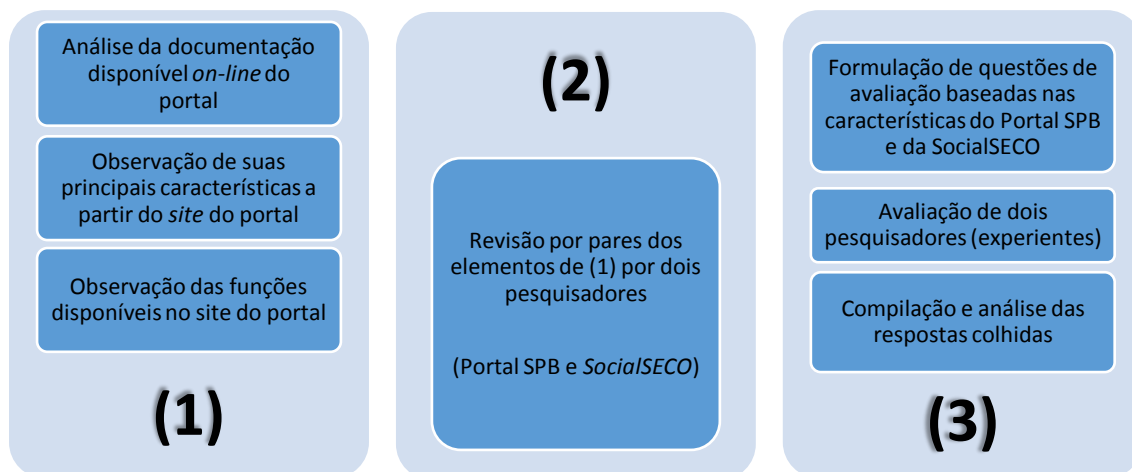 Análise da documentação
disponível on-line do
portal
Observação de suas
principais características a
partir do site do portal
Observação das funções
disponíveis no site do portal
(1)
(2)
Revisão por pares dos
elementos de (1) por dois
pesquisadores
(Portal SPB e SocialSECO)
Formulação de questões de
avaliação baseadas nas
características do Portal SPB
e da SocialSECO
Avaliação de dois
pesquisadores (experientes)
Compilação e análise das
respostas colhidas
(3)